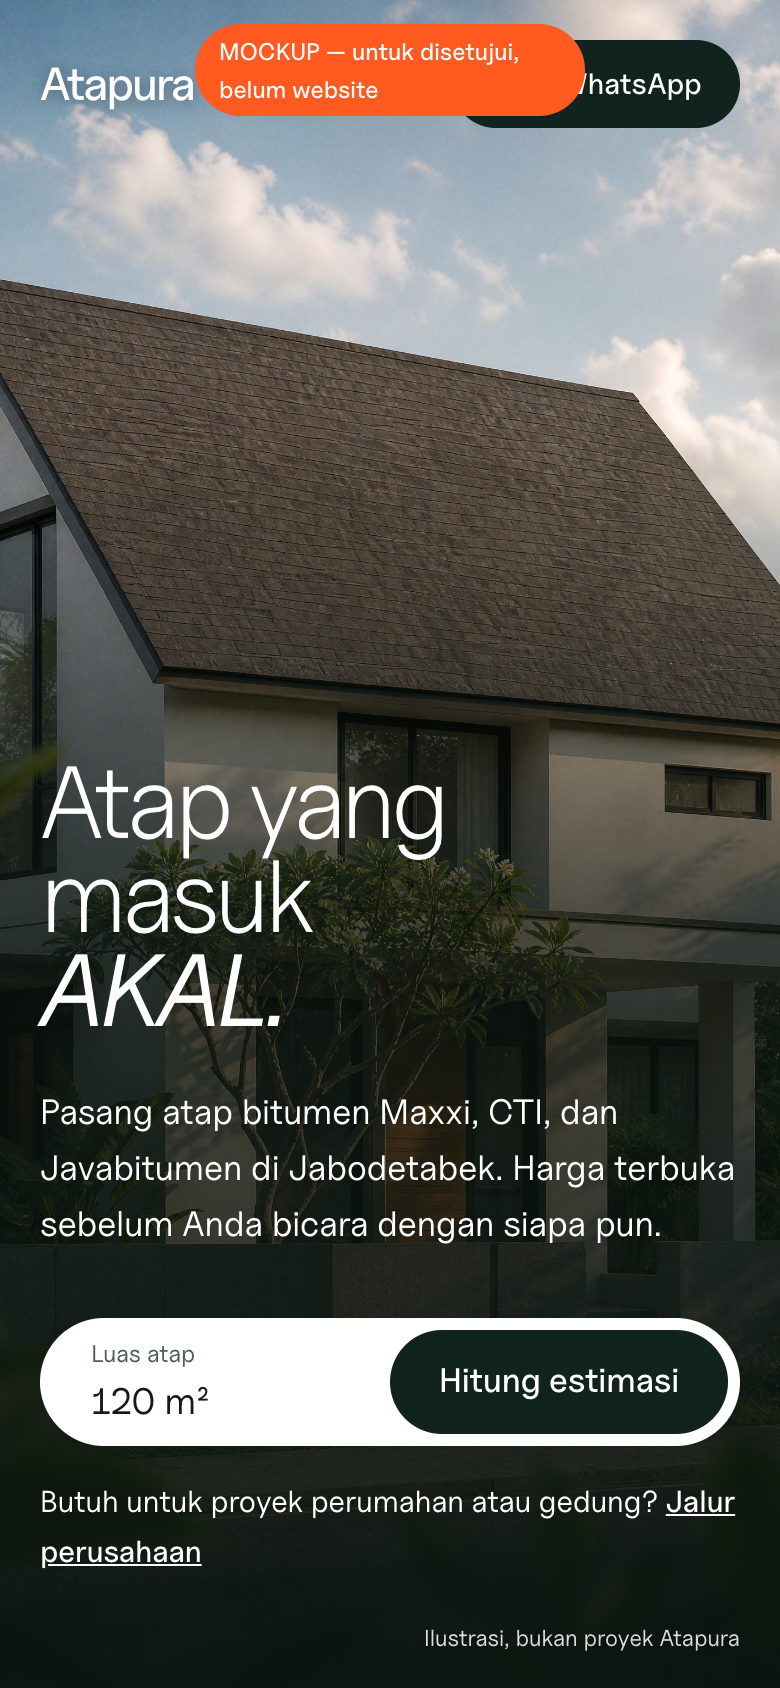 Atapura
MOCKUP — untuk disetujui,
belum website
Atap yang
masuk
AKAL.
Pasang atap bitumen Maxxi, CTI, dan
Javabitumen di Jabodetabek. Harga terbuka
sebelum Anda bicara dengan siapa pun.
Luas atap
120 m²
Hitung estimasi
Butuh untuk proyek perumahan atau gedung? Jalur
perusahaan
Ilustrasi, bukan proyek Atapura